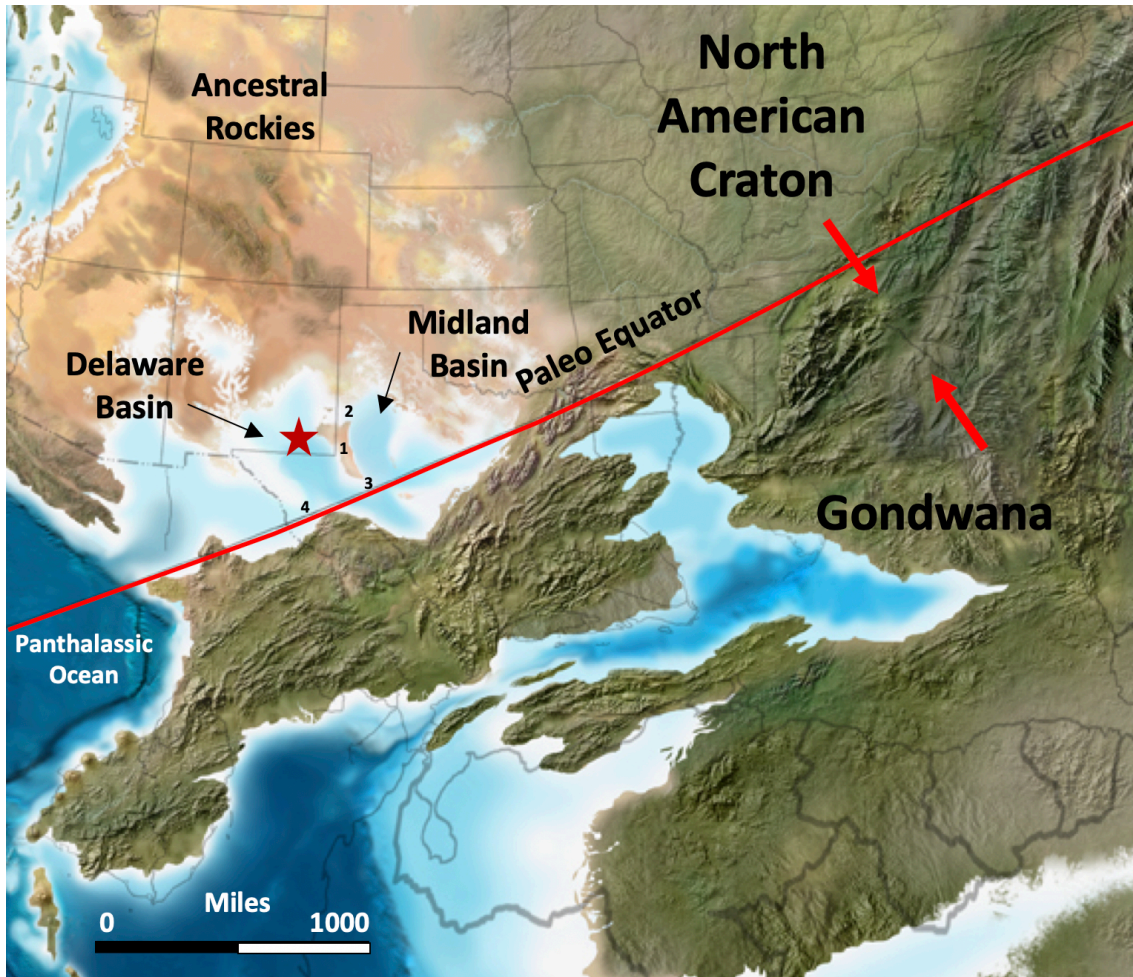 North
American
Craton
Ancestral
Rockies
Eq
Midland
Basin
Paleo Equator
Delaware
Basin
2
1
3
4
Gondwana
Panthalassic
Ocean
Miles
0 1000